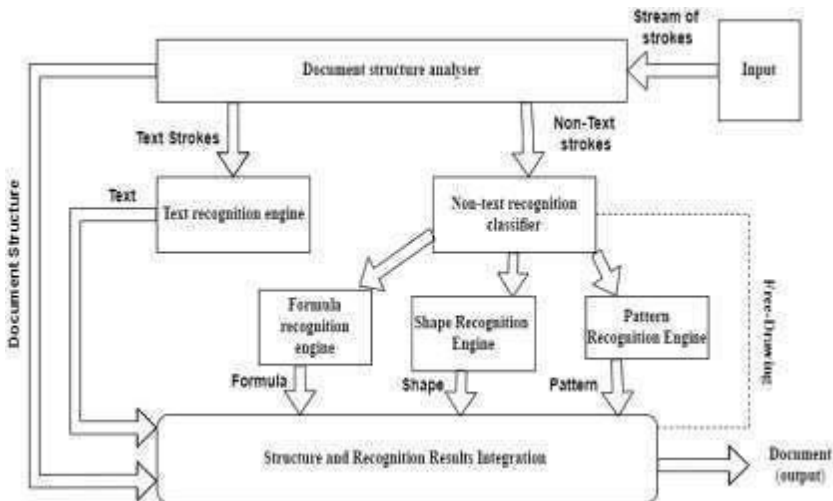 Stream of
strokes
Document structure analyser
Input
Text Strokes
Non-Text
strokes
Text
Text recognition engine
Non-text recognition
classifier
Document Structure
Free-Drawing
Formula
recognition
engine
Shape Recognition
Engine
Pattern
Recognition Engine
Formula
Shape
Pattern
Structure and Recognition Results Integration
Document
(output)